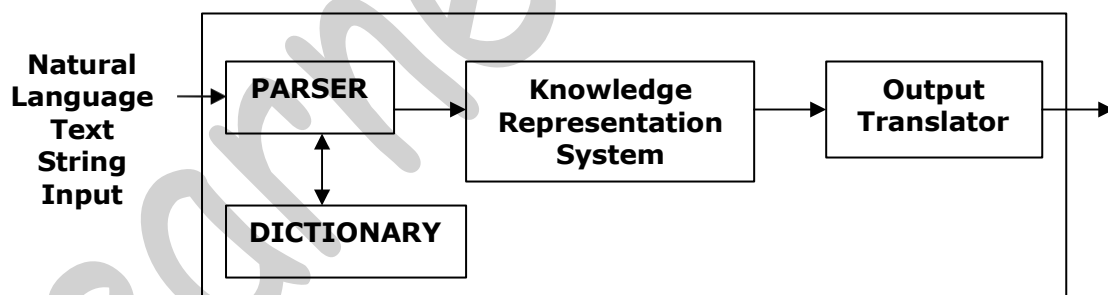 Natural
Language
Text
String
Input
PARSER
DICTIONARY
Knowledge
Representation
System
Output
Translator